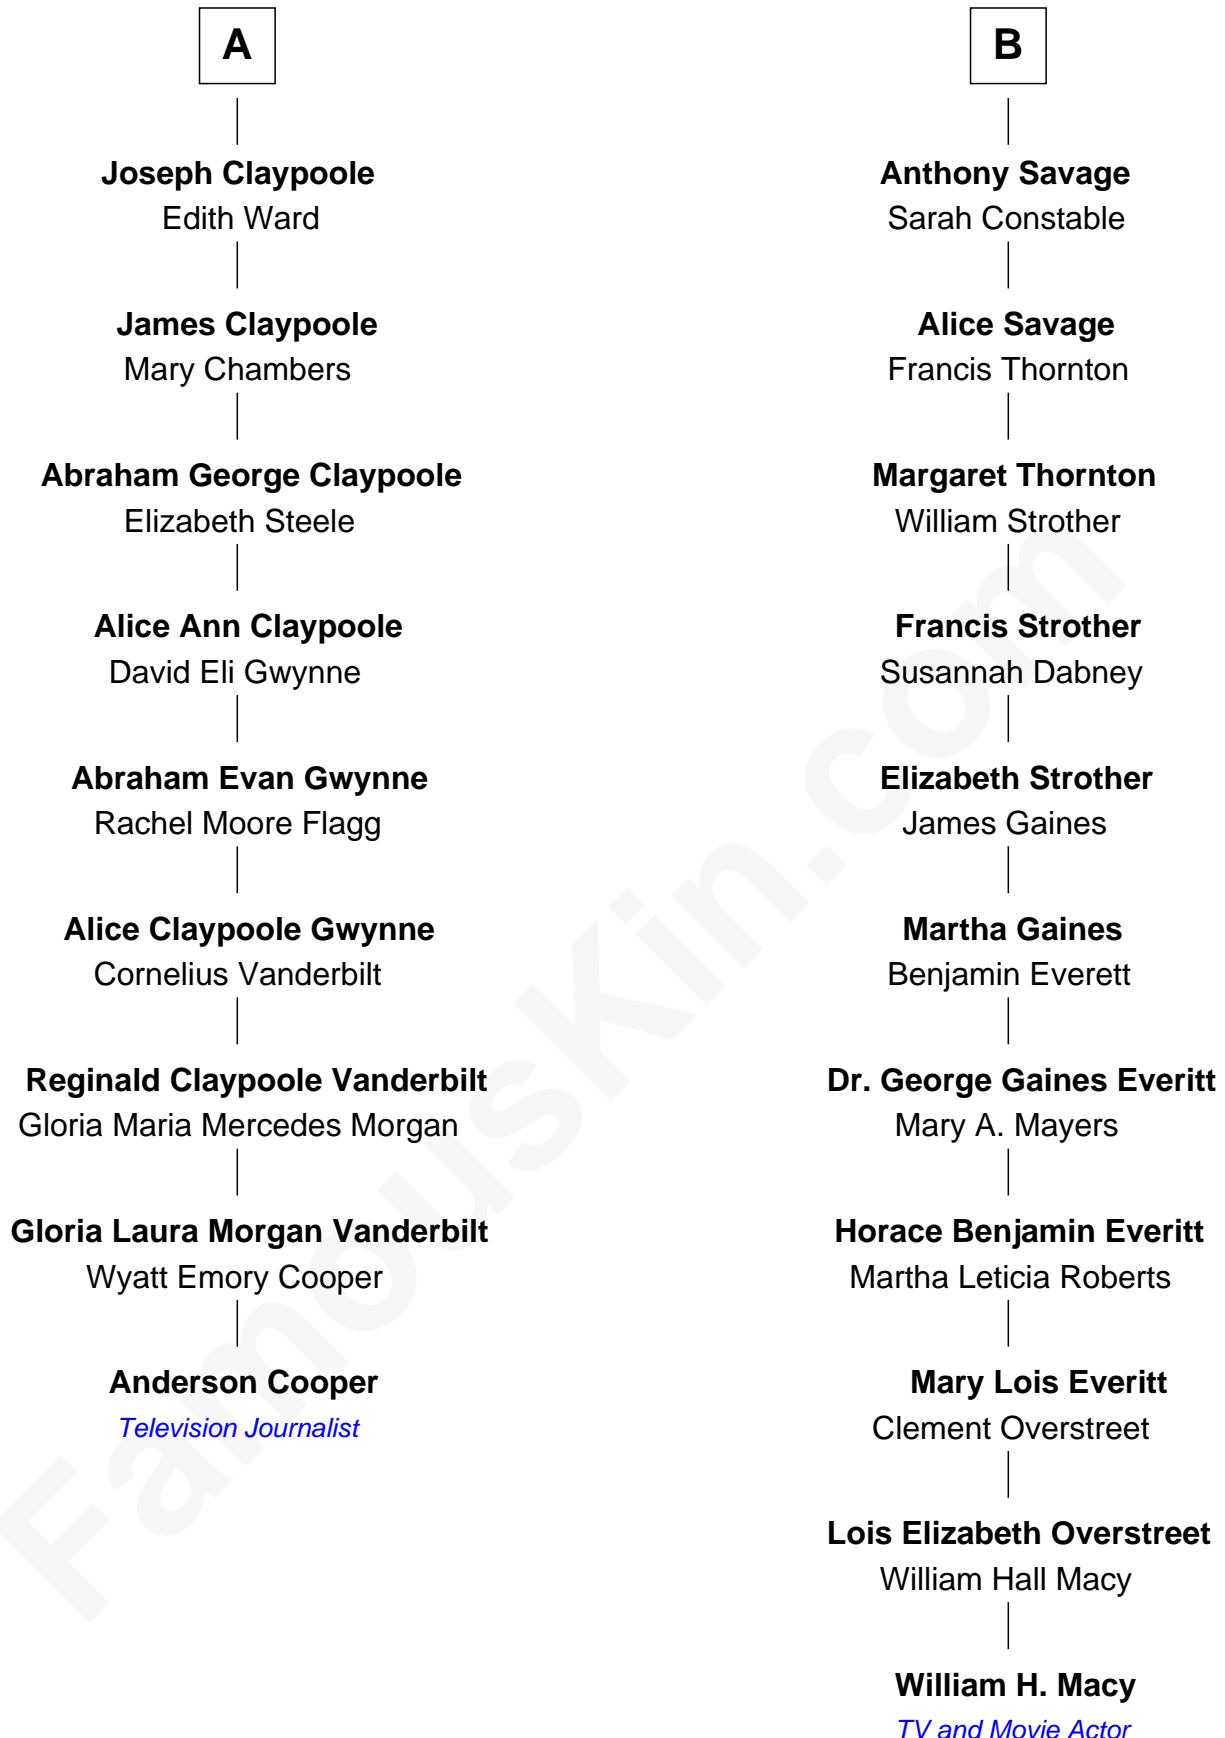 A
Joseph Claypoole
Edith Ward
James Claypoole
Mary Chambers
Abraham George Claypoole
Elizabeth Steele
Alice Ann Claypoole
David Eli Gwynne
Abraham Evan Gwynne
Rachel Moore Flagg
Alice Claypoole Gwynne
Cornelius Vanderbilt
Reginald Claypoole Vanderbilt
Gloria Maria Mercedes Morgan
Gloria Laura Morgan Vanderbilt
Wyatt Emory Cooper
Anderson Cooper
Television Journalist
B
Anthony Savage
Sarah Constable
Alice Savage
Francis Thornton
Margaret Thornton
William Strother
Francis Strother
Susannah Dabney
Elizabeth Strother
James Gaines
Martha Gaines
Benjamin Everett
Dr. George Gaines Everitt
Mary A. Mayers
Horace Benjamin Everitt
Martha Leticia Roberts
Mary Lois Everitt
Clement Overstreet
Lois Elizabeth Overstreet
William Hall Macy
William H. Macy
TV and Movie Actor
FamousKin.com